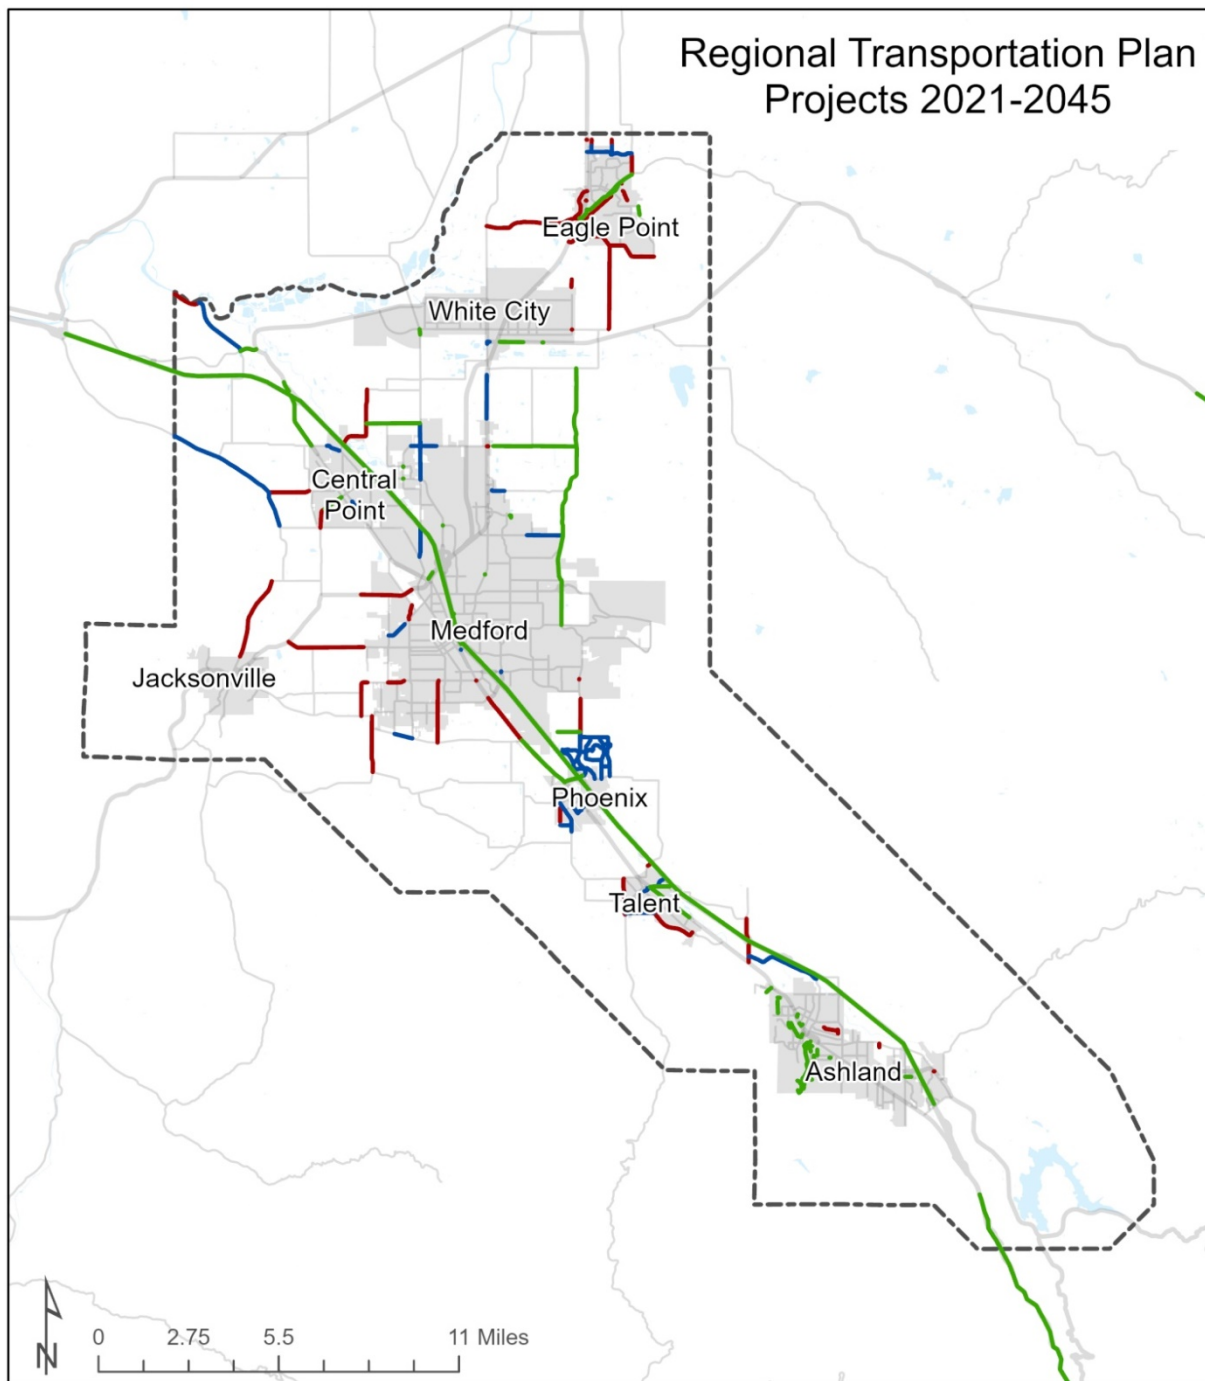 Regional Transportation Plan
Projects 2021-2045
Eagle Point
White City
Central
Point
Medford
Jacksonville
Phoenix
Talent
Ashland
N
0 2.75 5.5 11 Miles